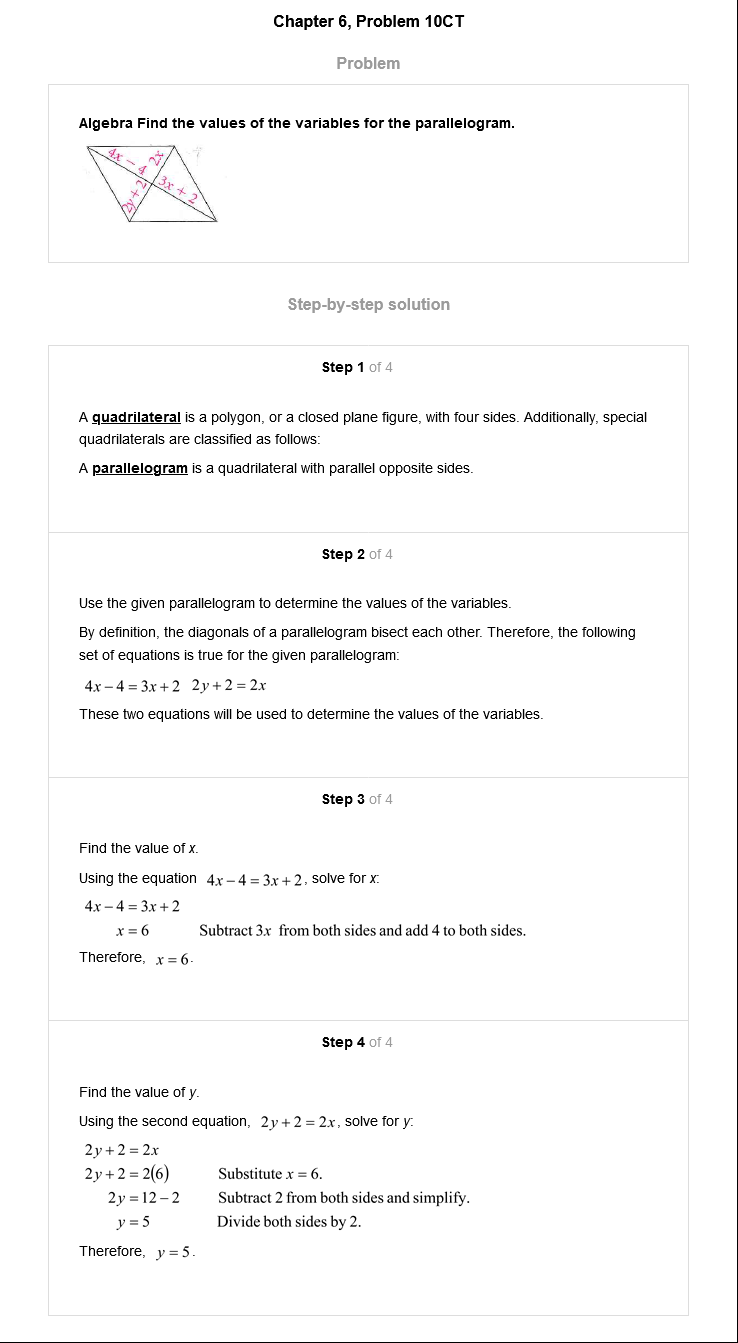 Chapter 6, Problem 10CT
Problem
Algebra Find the values of the variables for the parallelogram.
4x − 4 2x
2y + 2 3x + 2
Step-by-step solution
Step 1 of 4
A quadrilateral is a polygon, or a closed plane figure, with four sides. Additionally, special
quadrilaterals are classified as follows:
A parallelogram is a quadrilateral with parallel opposite sides.
Step 2 of 4
Use the given parallelogram to determine the values of the variables.
By definition, the diagonals of a parallelogram bisect each other. Therefore, the following
set of equations is true for the given parallelogram:
4x − 4 = 3x + 2 2y + 2 = 2x
These two equations will be used to determine the values of the variables.
Step 3 of 4
Find the value of x.
Using the equation 4x − 4 = 3x + 2, solve for x:
4x − 4 = 3x + 2
x = 6 Subtract 3x from both sides and add 4 to both sides.
Therefore, x = 6.
Step 4 of 4
Find the value of y.
Using the second equation, 2y + 2 = 2x, solve for y:
2y + 2 = 2x
2y + 2 = 2(6) Substitute x = 6.
2y = 12 − 2 Subtract 2 from both sides and simplify.
y = 5 Divide both sides by 2.
Therefore, y = 5.